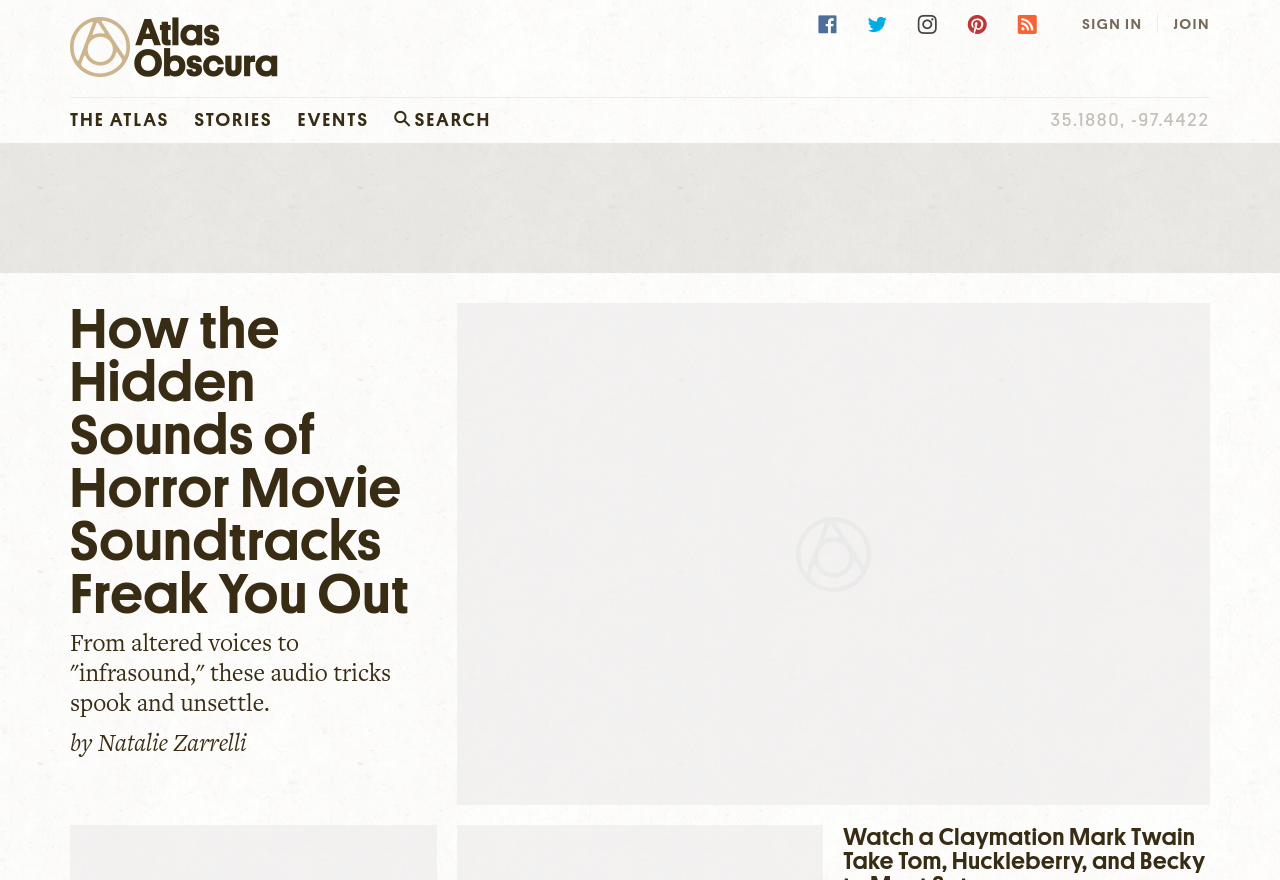 Atlas
Obscura
SIGN IN
JOIN
THE ATLAS
STORIES
EVENTS
SEARCH
35.1880, -97.4422
How the
Hidden
Sounds of
Horror Movie
Soundtracks
Freak You Out
From altered voices to
"infrasound," these audio tricks
spook and unsettle.
by Natalie Zarrelli
Watch a Claymation Mark Twain
Take Tom, Huckleberry, and Becky